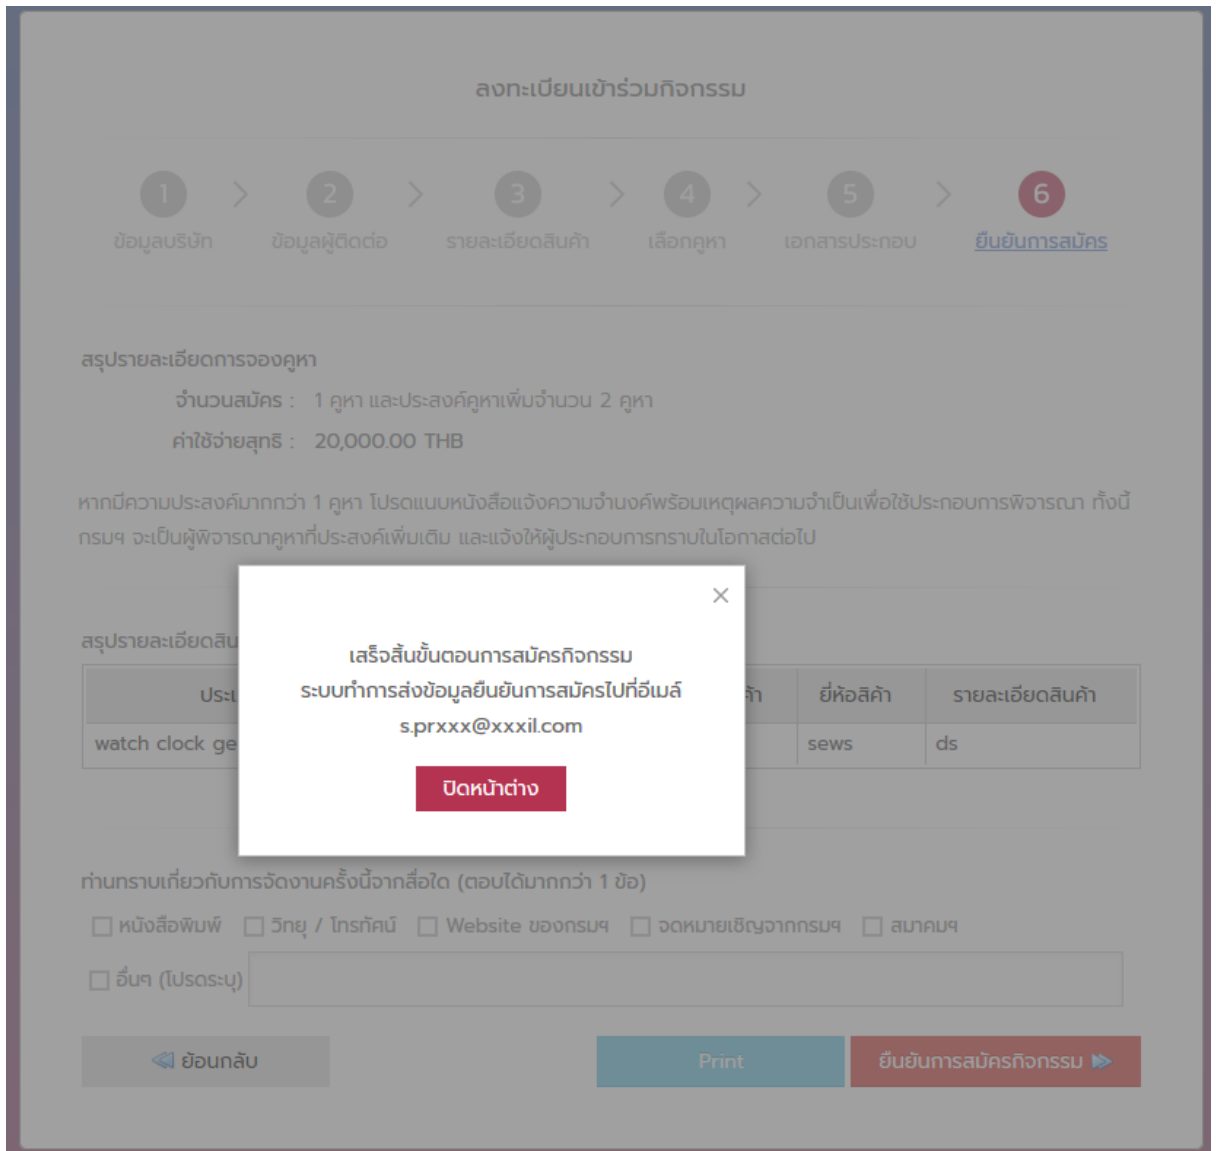 ลงทะเบียนเข้าร่วมกิจกรรม
1 2 3 4 5 6
ข้อมูลบริษัท ข้อมูลผู้ติดต่อ รายละเอียดสินค้า เลือกคูหา เอกสารประกอบ ยืนยันการสมัคร
สรุปรายละเอียดการจองคูหา
จำนวนสมัคร : 1 คูหา และประสงค์คูหาเพิ่มจำนวน 2 คูหา
ค่าใช้จ่ายสุทธิ : 20,000.00 THB
หากมีความประสงค์มากกว่า 1 คูหา โปรดแนบหนังสือแจ้งความจำนงค์พร้อมเหตุผลความจำเป็นเพื่อใช้ประกอบการพิจารณา ทั้งนี้
กรมฯ จะเป็นผู้พิจารณาคูหาที่ประสงค์เพิ่มเติม และแจ้งให้ผู้ประกอบการทราบในโอกาสต่อไป
เสร็จสิ้นขั้นตอนการสมัครกิจกรรม
ระบบทำการส่งข้อมูลยืนยันการสมัครไปที่อีเมล์
s.prxxx@xxxil.com
ปิดหน้าต่าง
สรุปรายละเอียดสิน
ยี่ห้อสิค้า รายละเอียดสินค้า
watch clock ge sews ds
ท่านทราบเกี่ยวกับการจัดงานครั้งนี้จากสื่อใด (ตอบได้มากกว่า 1 ข้อ)
หนังสือพิมพ์ วิทยุ / โทรทัศน์ Website ของกรมฯ จดหมายเชิญจากกรมฯ สมาคมฯ
อื่นๆ (โปรดระบุ)
ย้อนกลับ Print ยืนยันการสมัครกิจกรรม